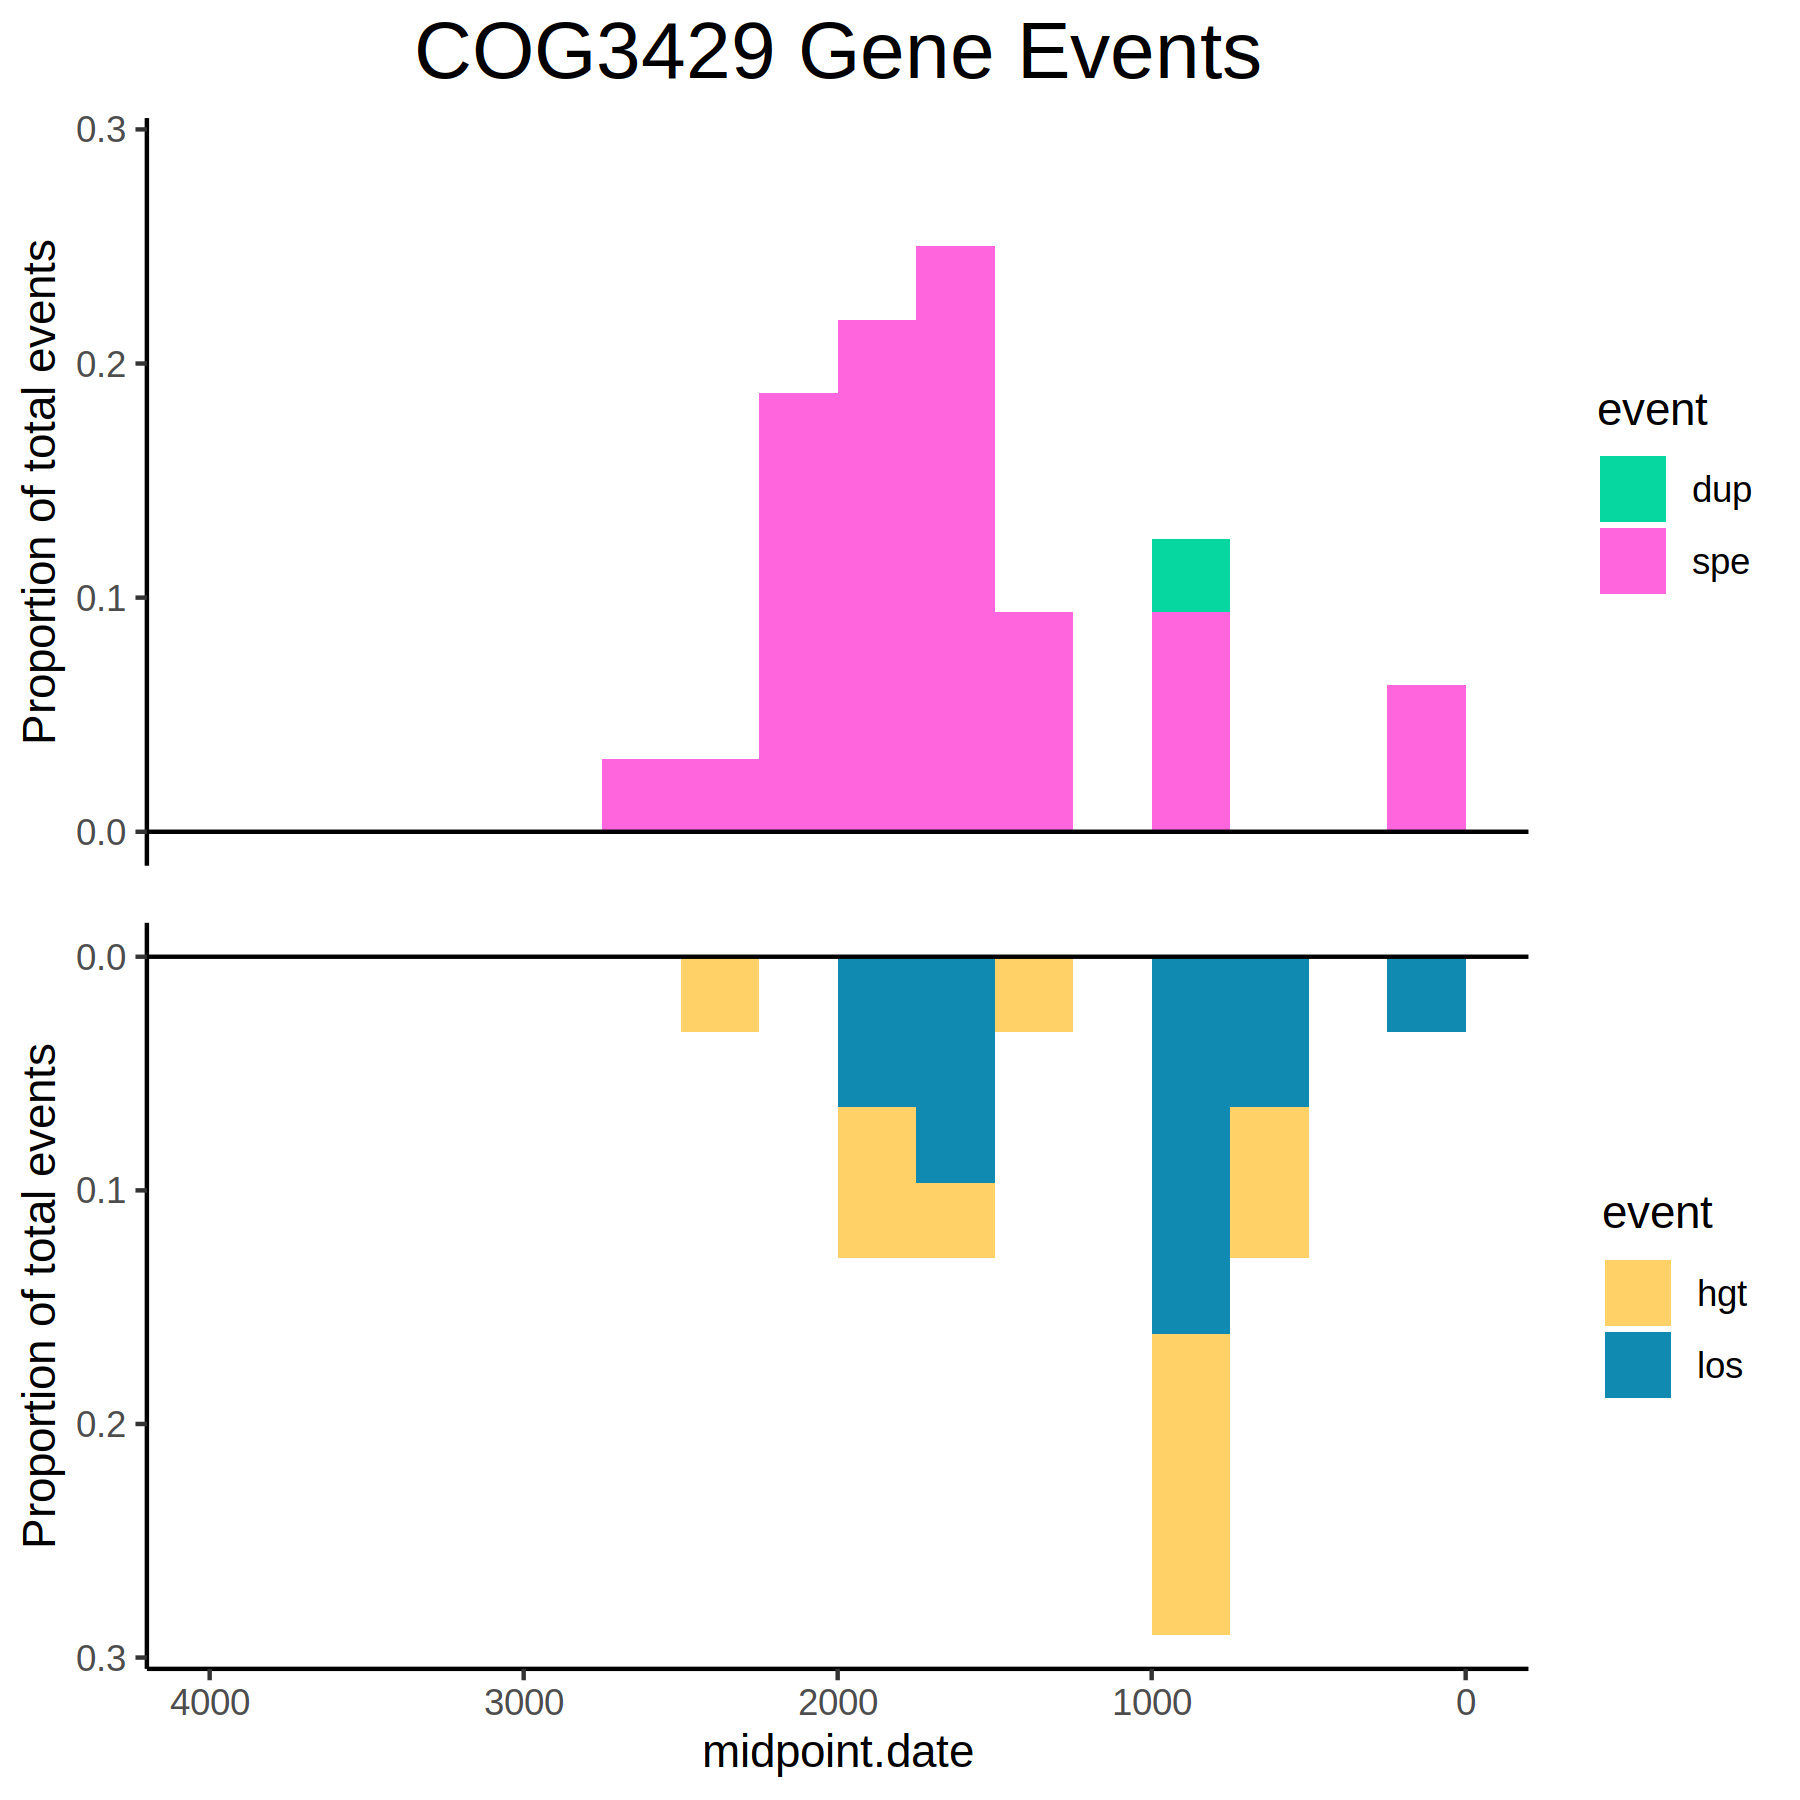 COG3429 Gene Events
0.3
0.2
0.1
0.0
Proportion of total events
event
dup
spe
0.0
0.1
0.2
0.3
Proportion of total events
event
hgt
los
4000 3000 2000 1000 0
midpoint.date